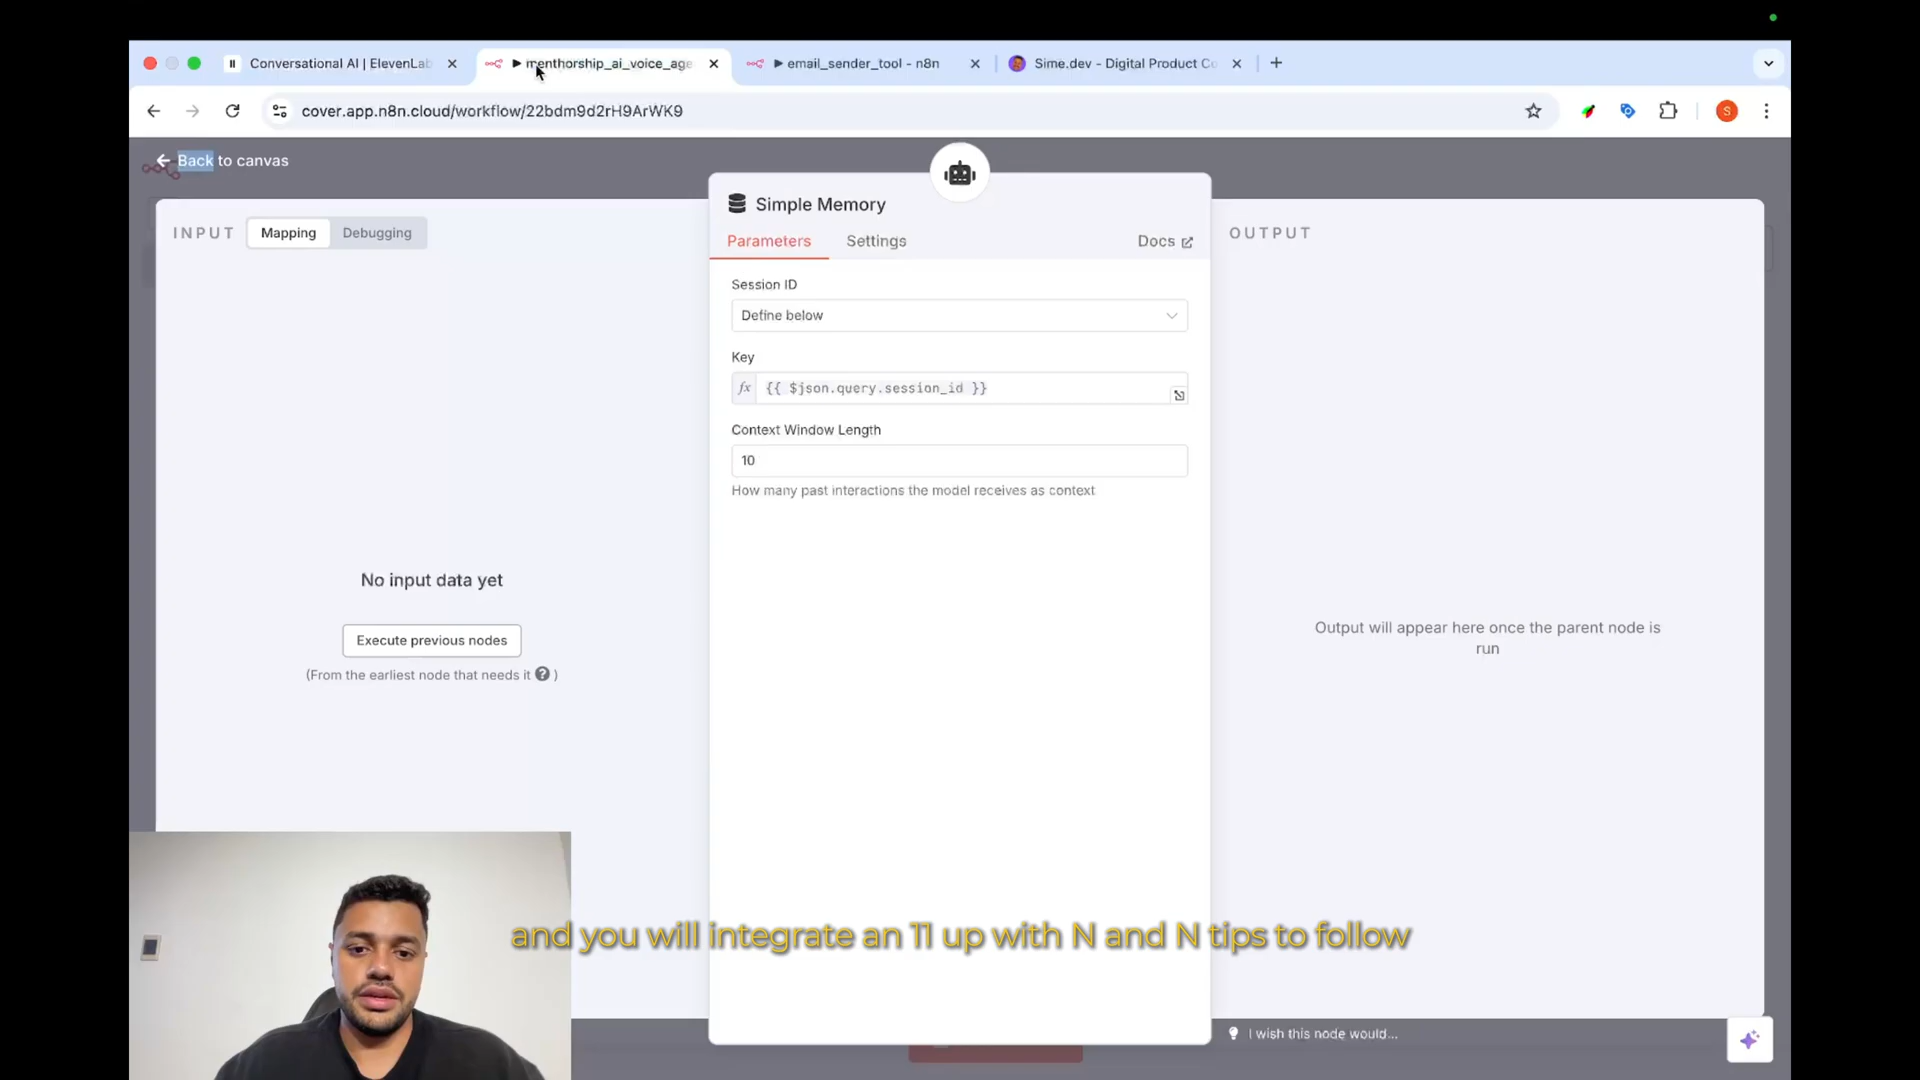 Conversational AI | ElevenLab
menthorship_ai_voice_age
email_sender_tool - n8n
Sime.dev - Digital Product Co
cover.app.n8n.cloud/workflow/22bdm9d2rH9ArWK9
S
Back to canvas
Simple Memory
INPUT
Mapping
Debugging
Parameters
Settings
Docs
OUTPUT
Session ID
Define below
Key
fx
{{ $json.query.session_id }}
Context Window Length
10
How many past interactions the model receives as context
No input data yet
Execute previous nodes
(From the earliest node that needs it ? )
Output will appear here once the parent node is
run
and you will integrate an 11 up with N and N tips to follow
I wish this node would...